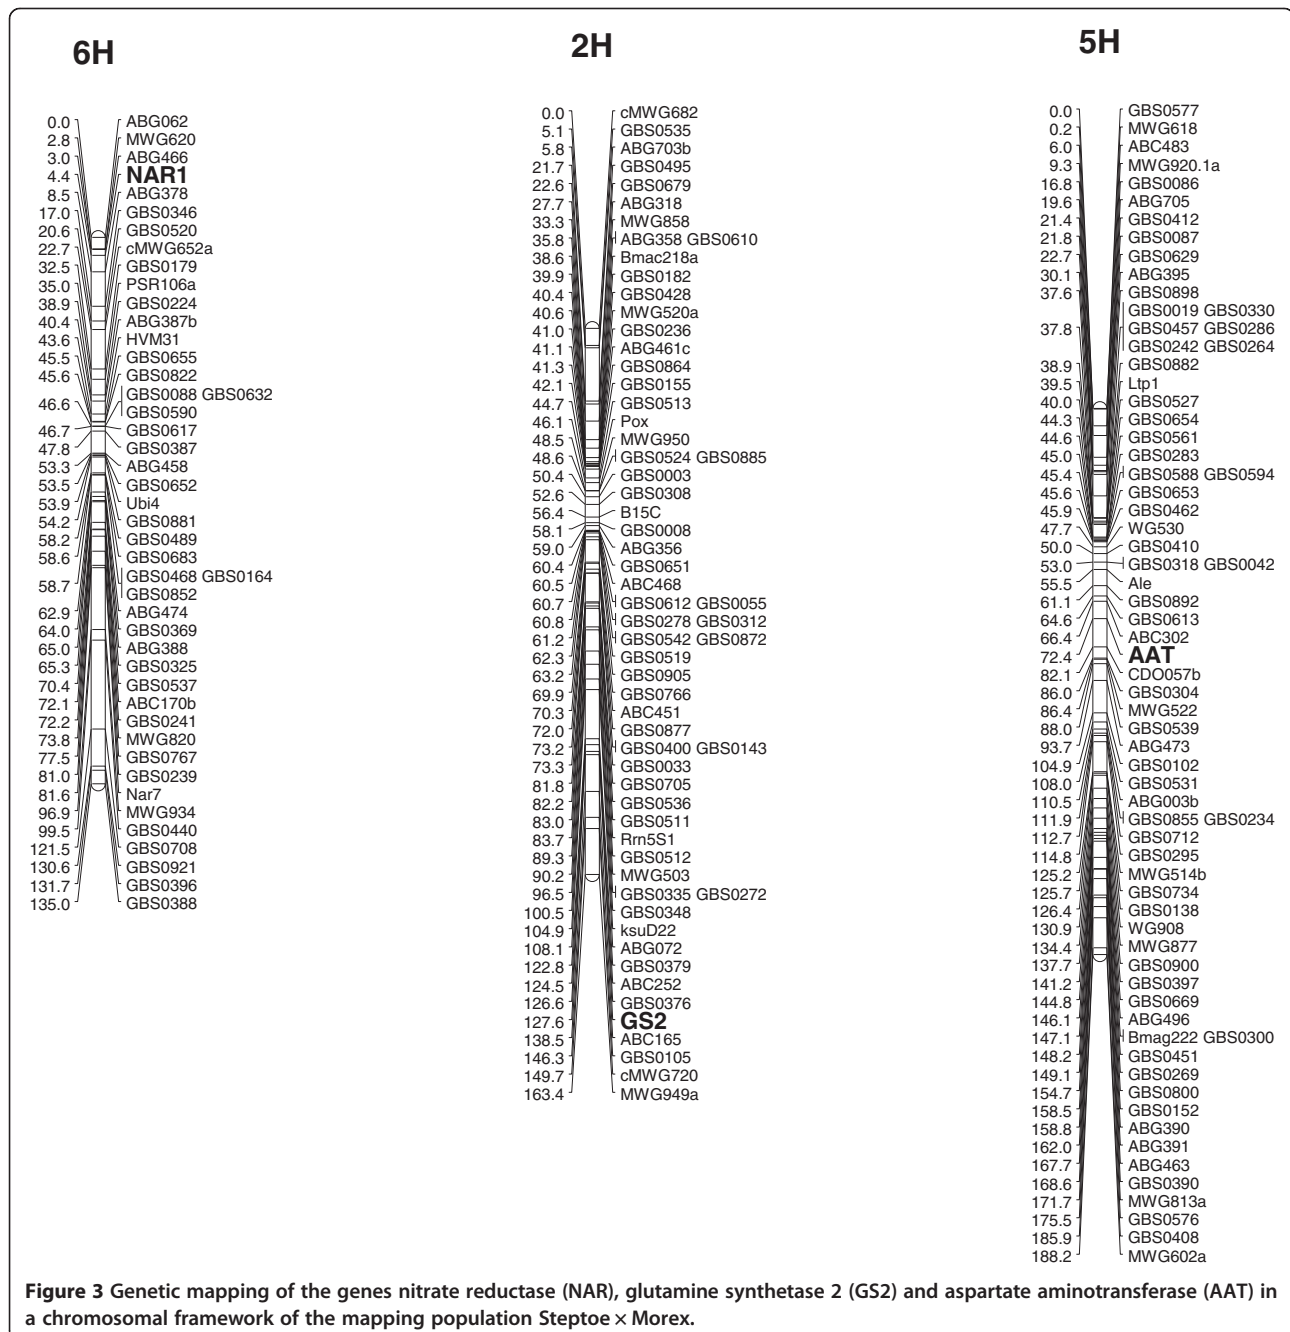 6H
0.0 ABG062
2.8 MWG620
3.0 ABG466
4.4 NAR1
8.5 ABG378
17.0 GBS0346
20.6 GBS0520
22.7 cMWG652a
32.5 GBS0179
35.0 PSR106a
38.9 GBS0224
40.4 ABG387b
43.6 HVM31
45.5 GBS0655
45.6 GBS0822
46.6 GBS0088 GBS0632
GBS0590
46.7 GBS0617
47.8 GBS0387
53.3 ABG458
53.5 GBS0652
53.9 Ubi4
54.2 GBS0881
58.2 GBS0489
58.6 GBS0683
58.7 GBS0468 GBS0164
GBS0852
62.9 ABG474
64.0 GBS0369
65.0 ABG388
65.3 GBS0325
70.4 GBS0537
72.1 ABC170b
72.2 GBS0241
73.8 MWG820
77.5 GBS0767
81.0 GBS0239
81.6 Nar7
96.9 MWG934
99.5 GBS0440
121.5 GBS0708
130.6 GBS0921
131.7 GBS0396
135.0 GBS0388
2H
0.0 cMWG682
5.1 GBS0535
5.8 ABG703b
21.7 GBS0495
22.6 GBS0679
27.7 ABG318
33.3 MWG858
35.8 ABG358 GBS0610
38.6 Bmac218a
39.9 GBS0182
40.4 GBS0428
40.6 MWG520a
41.0 GBS0236
41.1 ABG461c
41.3 GBS0864
42.1 GBS0155
44.7 GBS0513
46.1 Pox
48.5 MWG950
48.6 GBS0524 GBS0885
50.4 GBS0003
52.6 GBS0308
56.4 B15C
58.1 GBS0008
59.0 ABG356
60.4 GBS0651
60.5 ABC468
60.7 GBS0612 GBS0055
60.8 GBS0278 GBS0312
61.2 GBS0542 GBS0872
62.3 GBS0519
63.2 GBS0905
69.9 GBS0766
70.3 ABC451
72.0 GBS0877
73.2 GBS0400 GBS0143
73.3 GBS0033
81.8 GBS0705
82.2 GBS0536
83.0 GBS0511
83.7 Rrn5S1
89.3 GBS0512
90.2 MWG503
96.5 GBS0335 GBS0272
100.5 GBS0348
104.9 ksuD22
108.1 ABG072
122.8 GBS0379
124.5 ABC252
126.6 GBS0376
127.6 GS2
138.5 ABC165
146.3 GBS0105
149.7 cMWG720
163.4 MWG949a
5H
0.0 GBS0577
0.2 MWG618
6.0 ABC483
9.3 MWG920.1a
16.8 GBS0086
19.6 ABG705
21.4 GBS0412
21.8 GBS0087
22.7 GBS0629
30.1 ABG395
37.6 GBS0898
GBS0019 GBS0330
37.8 GBS0457 GBS0286
GBS0242 GBS0264
38.9 GBS0882
39.5 Ltp1
40.0 GBS0527
44.3 GBS0654
44.6 GBS0561
45.0 GBS0283
45.4 GBS0588 GBS0594
45.6 GBS0653
45.9 GBS0462
47.7 WG530
50.0 GBS0410
53.0 GBS0318 GBS0042
55.5 Ale
61.1 GBS0892
64.6 GBS0613
66.4 ABC302
72.4 AAT
82.1 CDO057b
86.0 GBS0304
86.4 MWG522
88.0 GBS0539
93.7 ABG473
104.9 GBS0102
108.0 GBS0531
110.5 ABG003b
111.9 GBS0855 GBS0234
112.7 GBS0712
114.8 GBS0295
125.2 MWG514b
125.7 GBS0734
126.4 GBS0138
130.9 WG908
134.4 MWG877
137.7 GBS0900
141.2 GBS0397
144.8 GBS0669
146.1 ABG496
147.1 Bmag222 GBS0300
148.2 GBS0451
149.1 GBS0269
154.7 GBS0800
158.5 GBS0152
158.8 ABG390
162.0 ABG391
167.7 ABG463
168.6 GBS0390
171.7 MWG813a
175.5 GBS0576
185.9 GBS0408
188.2 MWG602a
Figure 3 Genetic mapping of the genes nitrate reductase (NAR), glutamine synthetase 2 (GS2) and aspartate aminotransferase (AAT) in
a chromosomal framework of the mapping population Steptoe × Morex.